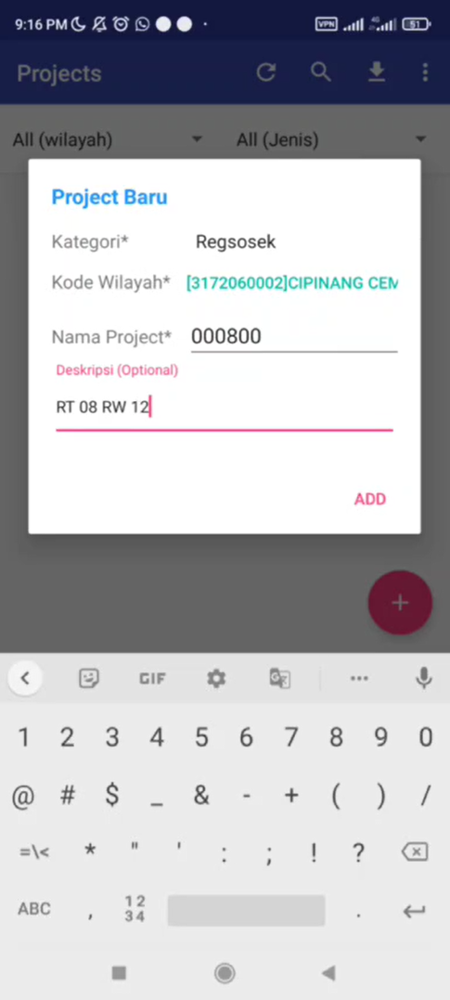 9:16 PM VPN 4G 51
Projects
All (wilayah) All (Jenis)
Project Baru
Kategori* Regsosek
Kode Wilayah* [3172060002]CIPINANG CEM
Nama Project* 000800
Deskripsi (Optional)
RT 08 RW 12
ADD
+
GIF
1 2 3 4 5 6 7 8 9 0
@ # $ _ & - + ( ) /
=\< * " ' : ; ! ?
ABC , 12 34 .